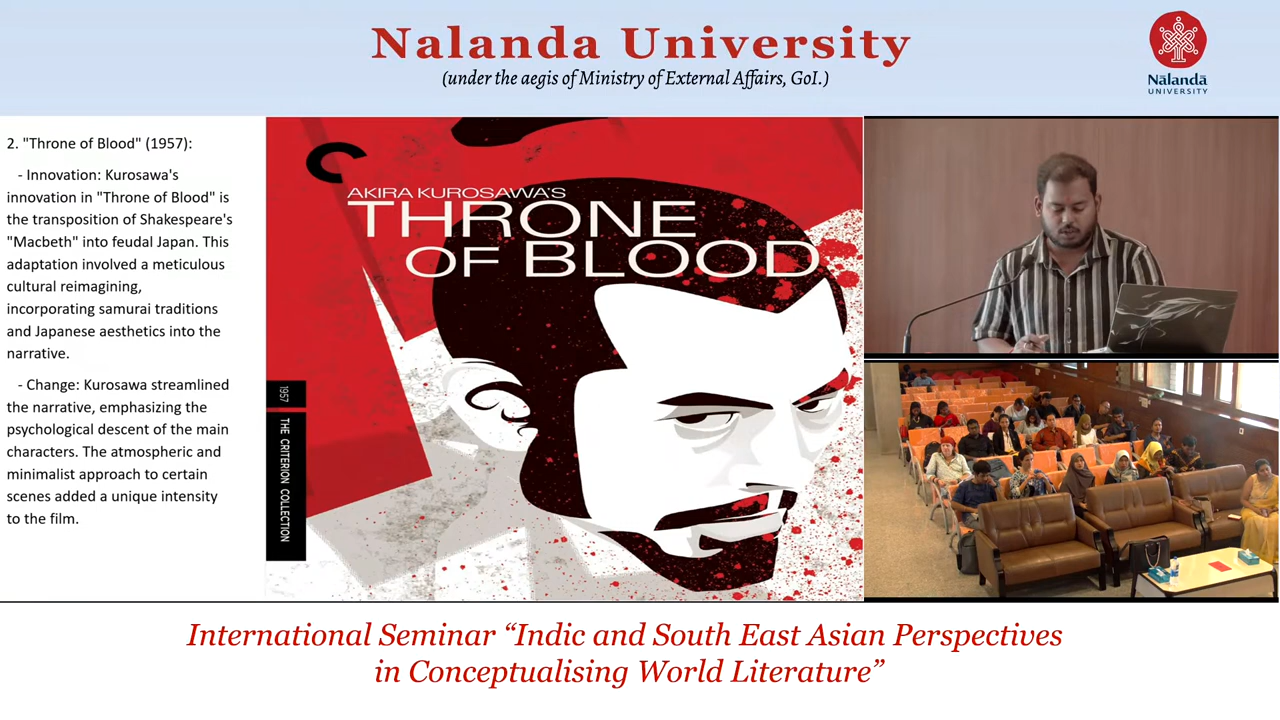 Nalanda University
(under the aegis of Ministry of External Affairs, GoI.)
Nālandā
UNIVERSITY
2. "Throne of Blood" (1957):
- Innovation: Kurosawa's
innovation in "Throne of Blood" is
the transposition of Shakespeare's
"Macbeth" into feudal Japan. This
adaptation involved a meticulous
cultural reimagining,
incorporating samurai traditions
and Japanese aesthetics into the
narrative.
- Change: Kurosawa streamlined
the narrative, emphasizing the
psychological descent of the main
characters. The atmospheric and
minimalist approach to certain
scenes added a unique intensity
to the film.
AKIRA KUROSAWA'S
THRONE
OF BLOOD
1957
THE CRITERION COLLECTION
International Seminar “Indic and South East Asian Perspectives
in Conceptualising World Literature”